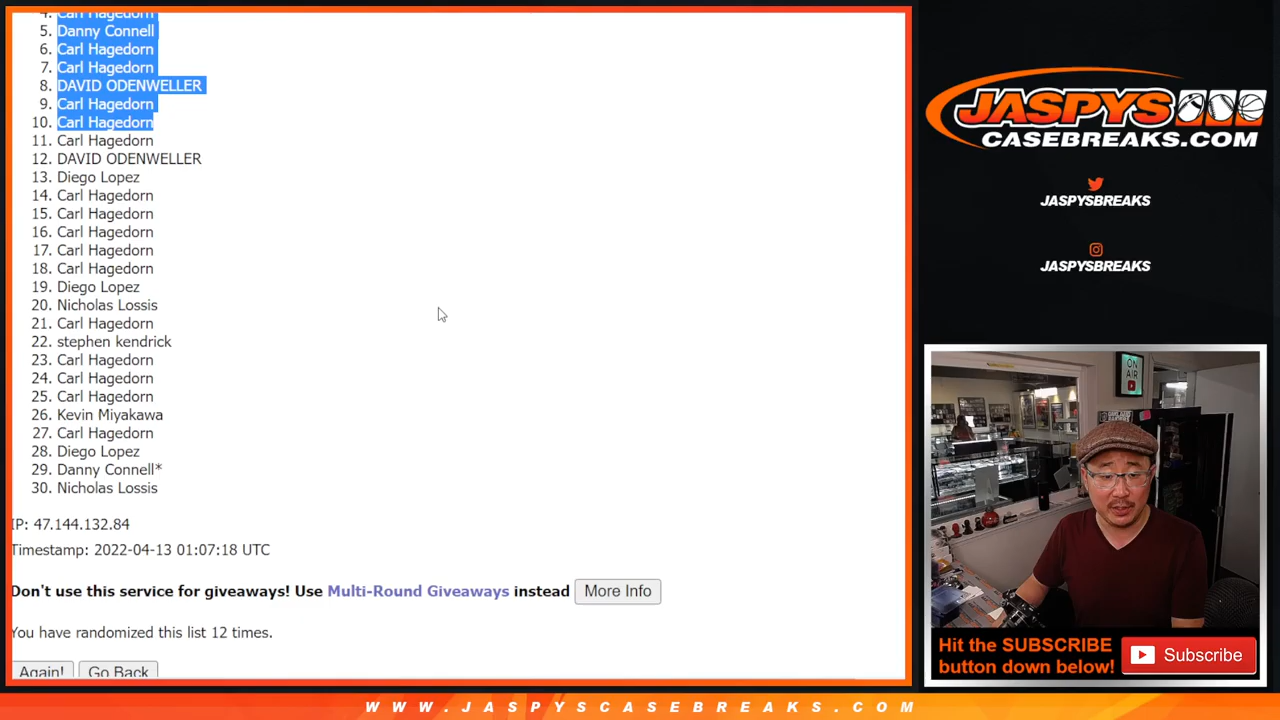 4. Carl Hagedorn
5. Danny Connell
6. Carl Hagedorn
7. Carl Hagedorn
8. DAVID ODENWELLER
9. Carl Hagedorn
10. Carl Hagedorn
11. Carl Hagedorn
12. DAVID ODENWELLER
13. Diego Lopez
14. Carl Hagedorn
15. Carl Hagedorn
16. Carl Hagedorn
17. Carl Hagedorn
18. Carl Hagedorn
19. Diego Lopez
20. Nicholas Lossis
21. Carl Hagedorn
22. stephen kendrick
23. Carl Hagedorn
24. Carl Hagedorn
25. Carl Hagedorn
26. Kevin Miyakawa
27. Carl Hagedorn
28. Diego Lopez
29. Danny Connell*
30. Nicholas Lossis
IP: 47.144.132.84
Timestamp: 2022-04-13 01:07:18 UTC
Don't use this service for giveaways! Use Multi-Round Giveaways instead More Info
You have randomized this list 12 times.
Again! Go Back
JASPYS
CASEBREAKS.COM
JASPYSBREAKS
JASPYSBREAKS
ON
AIR
Hit the SUBSCRIBE
button down below!
Subscribe
WWW.JASPYSCASEBREAKS.COM